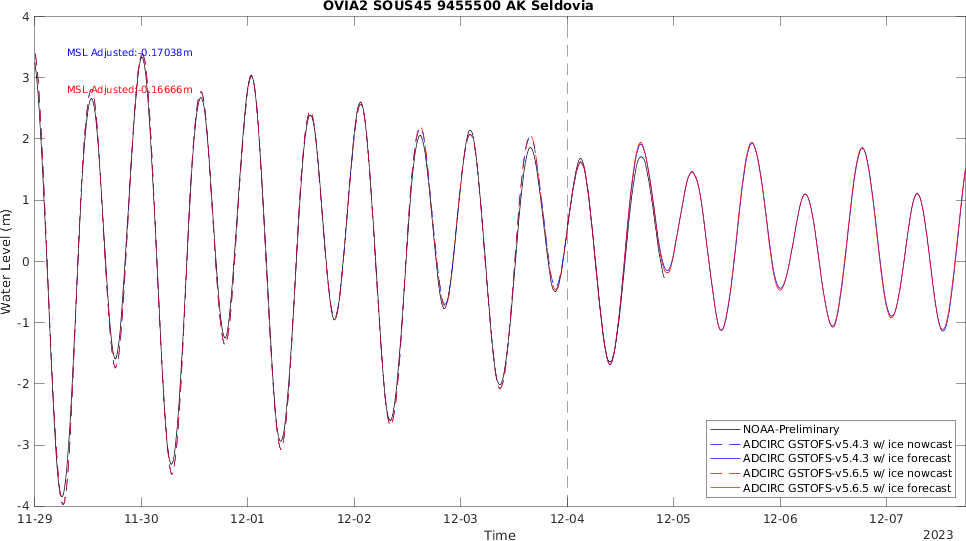 OVIA2 SOUS45 9455500 AK Seldovia
MSL Adjusted:-0.17038m
MSL Adjusted:-0.16666m
Water Level (m)
4
3
2
1
0
-1
-2
-3
-4
11-29
11-30
12-01
12-02
12-03
12-04
12-05
12-06
12-07
Time
2023
NOAA-Preliminary
ADCIRC GSTOFS-v5.4.3 w/ ice nowcast
ADCIRC GSTOFS-v5.4.3 w/ ice forecast
ADCIRC GSTOFS-v5.6.5 w/ ice nowcast
ADCIRC GSTOFS-v5.6.5 w/ ice forecast